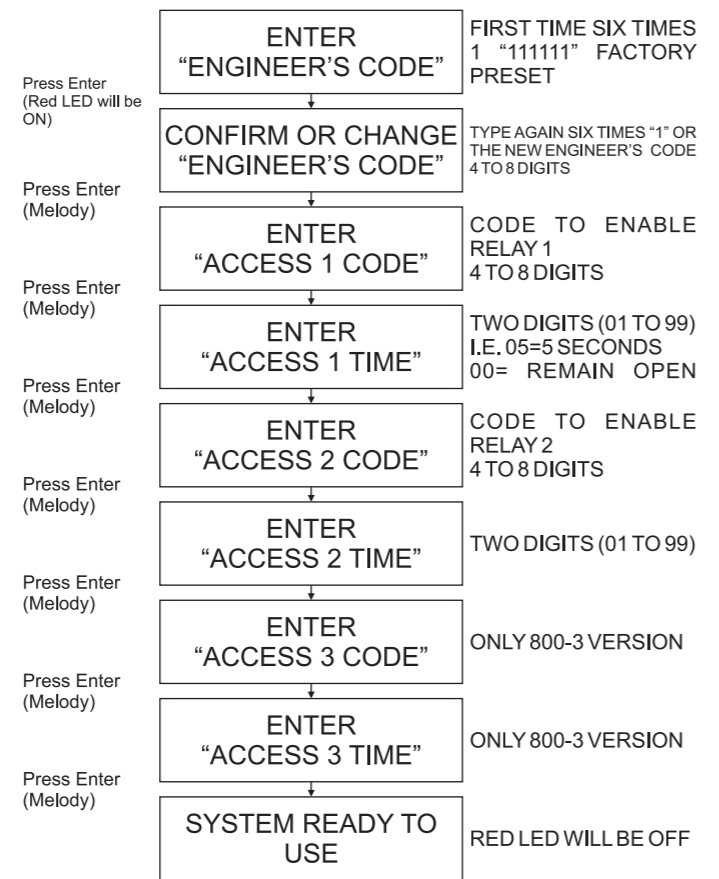 ENTER
“ENGINEER’S CODE”
FIRST TIME SIX TIMES
1 “111111” FACTORY
PRESET
Press Enter
(Red LED will be
ON)
CONFIRM OR CHANGE
“ENGINEER’S CODE”
TYPE AGAIN SIX TIMES “1” OR
THE NEW ENGINEER’S CODE
4 TO 8 DIGITS
Press Enter
(Melody)
ENTER
“ACCESS 1 CODE”
CODE TO ENABLE
RELAY 1
4 TO 8 DIGITS
Press Enter
(Melody)
ENTER
“ACCESS 1 TIME”
TWO DIGITS (01 TO 99)
I.E. 05=5 SECONDS
00= REMAIN OPEN
Press Enter
(Melody)
ENTER
“ACCESS 2 CODE”
CODE TO ENABLE
RELAY 2
4 TO 8 DIGITS
Press Enter
(Melody)
ENTER
“ACCESS 2 TIME”
TWO DIGITS (01 TO 99)
Press Enter
(Melody)
ENTER
“ACCESS 3 CODE”
ONLY 800-3 VERSION
Press Enter
(Melody)
ENTER
“ACCESS 3 TIME”
ONLY 800-3 VERSION
Press Enter
(Melody)
SYSTEM READY TO
USE
RED LED WILL BE OFF